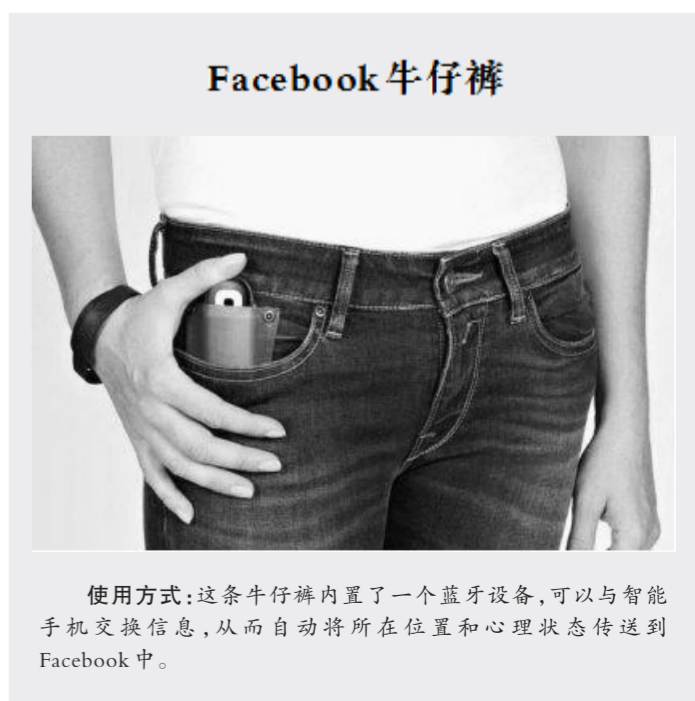 Facebook牛仔裤
使用方式:这条牛仔裤内置了一个蓝牙设备,可以与智能
手机交换信息,从而自动将所在位置和心理状态传送到
Facebook中。